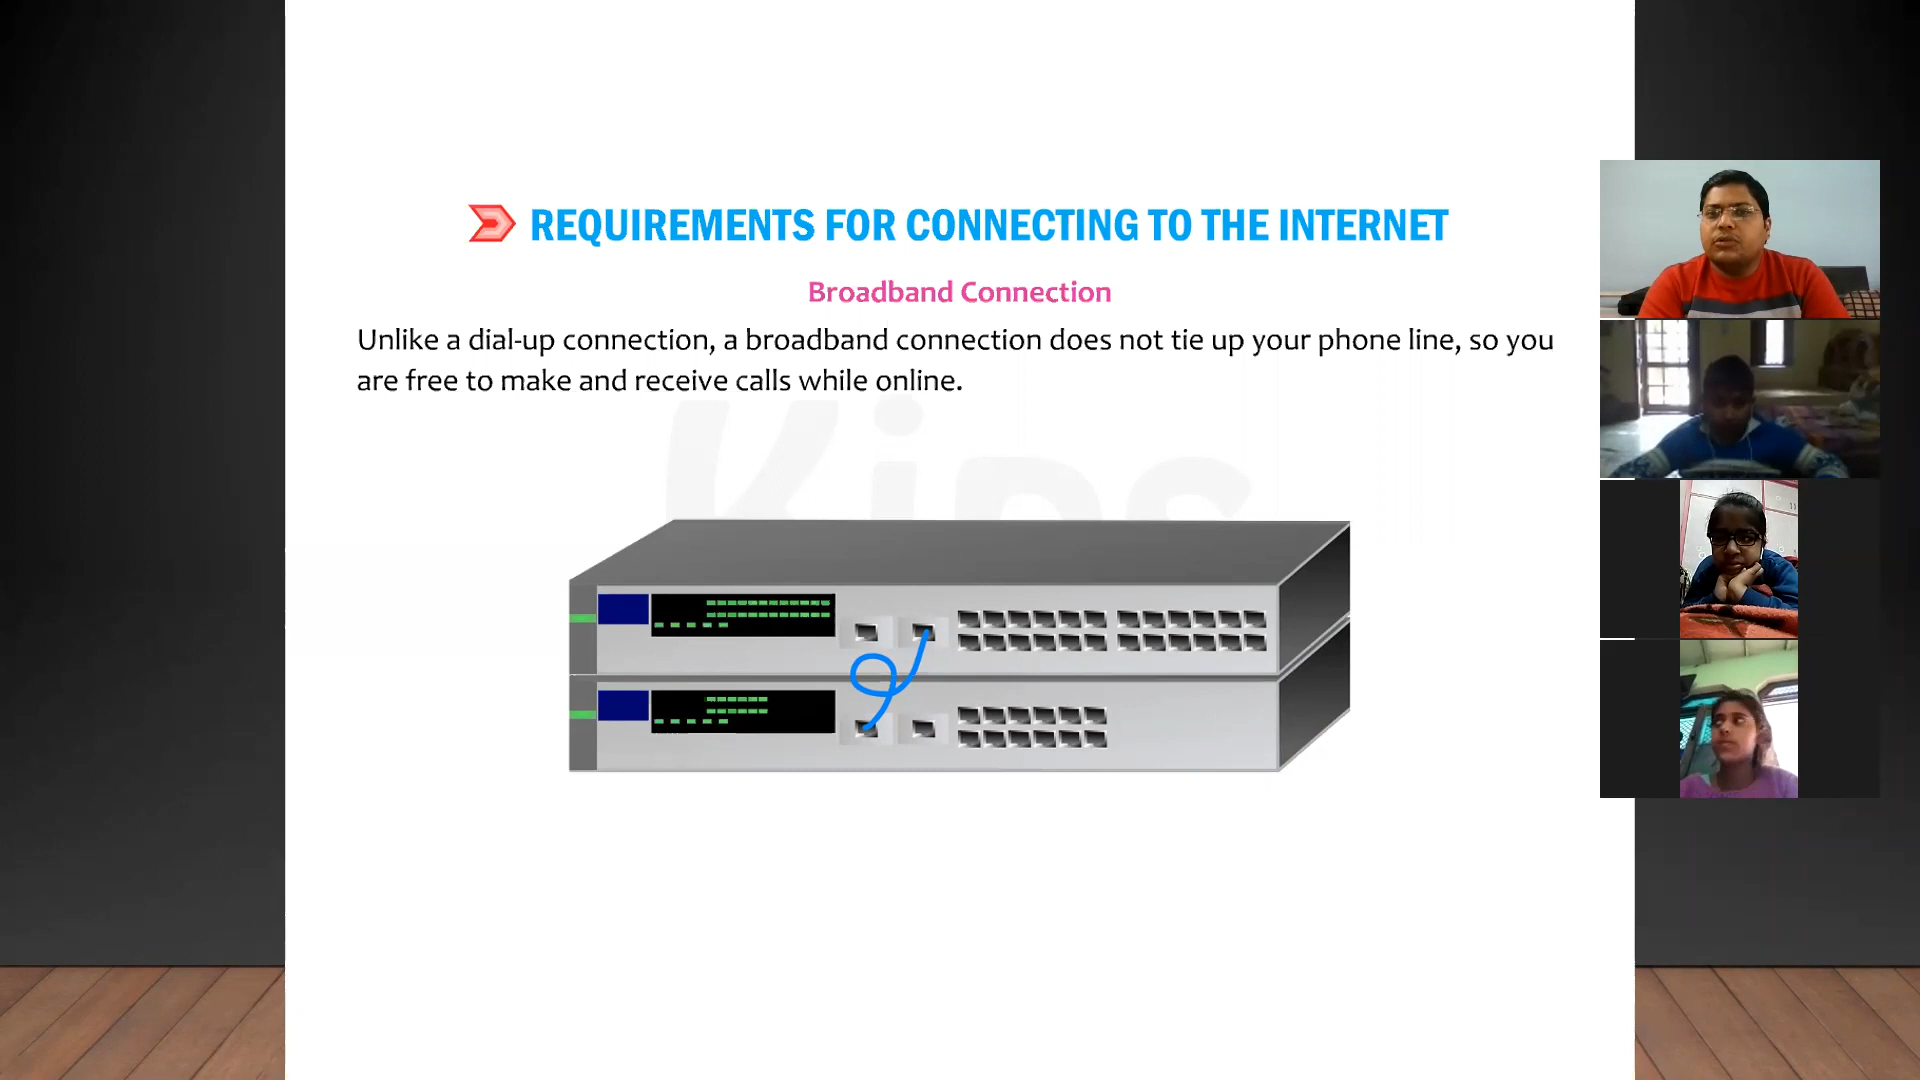 REQUIREMENTS FOR CONNECTING TO THE INTERNET
Broadband Connection
Unlike a dial-up connection, a broadband connection does not tie up your phone line, so you
are free to make and receive calls while online.
Kips